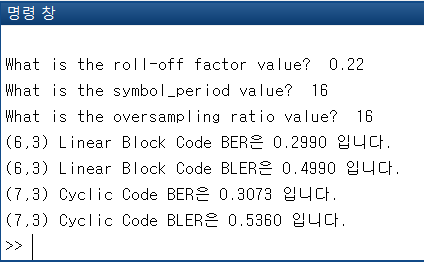 명령 창
What is the roll-off factor value?  0.22
What is the symbol_period value?  16
What is the oversampling ratio value?  16
(6,3) Linear Block Code BER은 0.2990 입니다.
(6,3) Linear Block Code BLER은 0.4990 입니다.
(7,3) Cyclic Code BER은 0.3073 입니다.
(7,3) Cyclic Code BLER은 0.5360 입니다.
>>